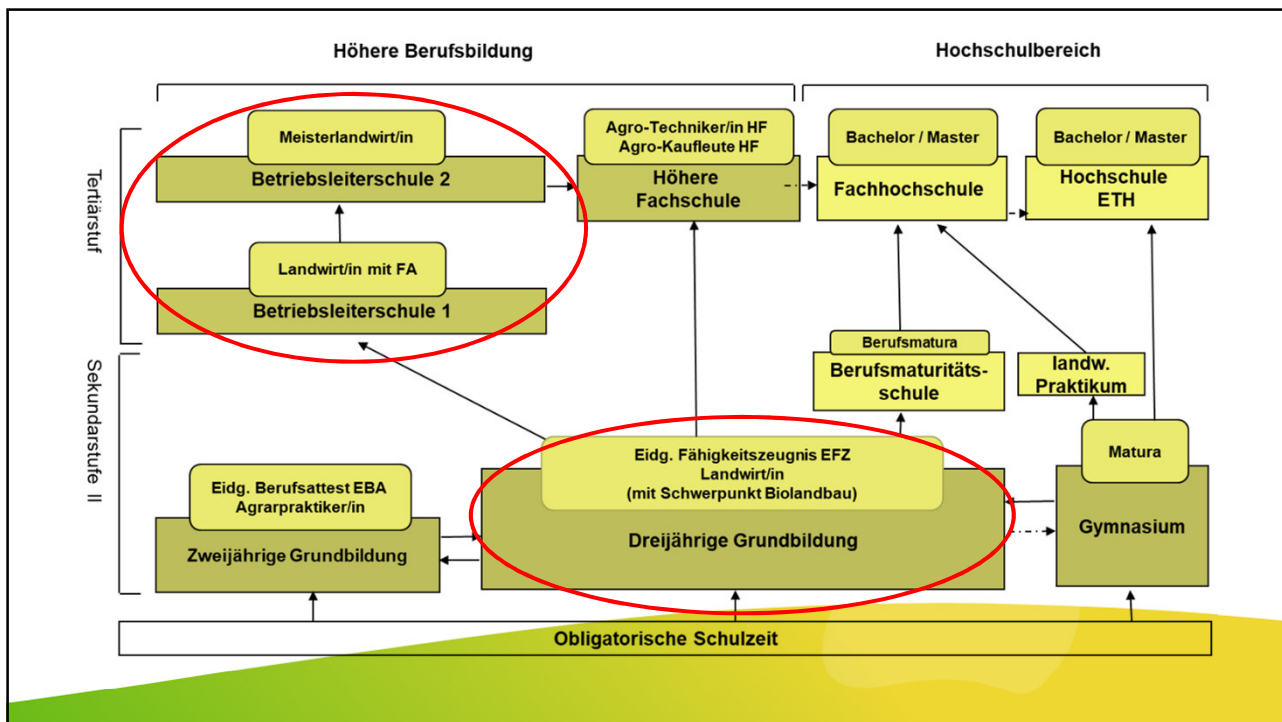 Höhere Berufsbildung
Hochschulbereich
Tertiärstuf
Meisterlandwirt/in
Betriebsleiterschule 2
Agro-Techniker/in HF
Agro-Kaufleute HF
Höhere
Fachschule
Bachelor / Master
Fachhochschule
Bachelor / Master
Hochschule
ETH
Landwirt/in mit FA
Betriebsleiterschule 1
Sekundarstufe II
Berufsmatura
Berufsmaturitäts-
schule
landw.
Praktikum
Eidg. Berufsattest EBA
Agrarpraktiker/in
Zweijährige Grundbildung
Eidg. Fähigkeitszeugnis EFZ
Landwirt/in
(mit Schwerpunkt Biolandbau)
Dreijährige Grundbildung
Matura
Gymnasium
Obligatorische Schulzeit